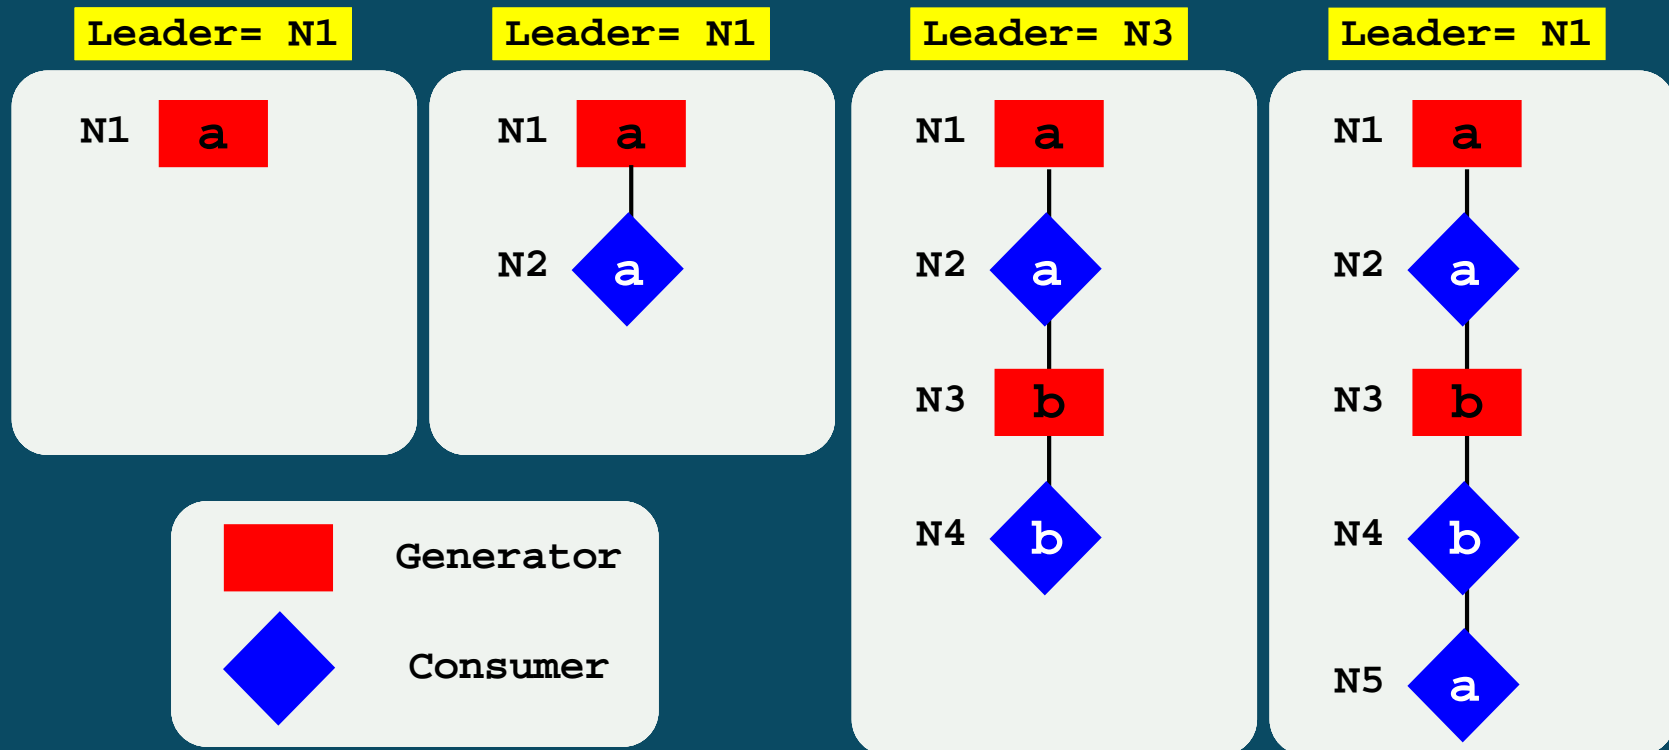 Leader= N1
N1 a
Leader= N1
N1 a
N2 a
Leader= N3
N1 a
N2 a
N3 b
N4 b
Leader= N1
N1 a
N2 a
N3 b
N4 b
N5 a
Generator
Consumer